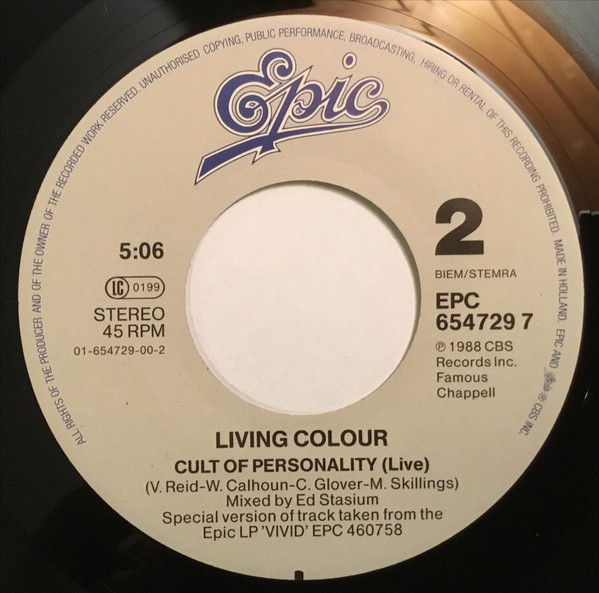 ALL RIGHTS OF THE PRODUCER AND OF THE OWNER OF THE RECORDED WORK RESERVED. UNAUTHORISED COPYING, PUBLIC PERFORMANCE, BROADCASTING, HIRING OR RENTAL OF THIS RECORDING PROHIBITED. MADE IN HOLLAND. EPIC AND Epic ® CBS INC.
Epic
5:06
LC 0199
STEREO
45 RPM
01-654729-00-2
2
BIEM/STEMRA
EPC
654729 7
℗ 1988 CBS
Records Inc.
Famous
Chappell
LIVING COLOUR
CULT OF PERSONALITY (Live)
(V. Reid-W. Calhoun-C. Glover-M. Skillings)
Mixed by Ed Stasium
Special version of track taken from the
Epic LP 'VIVID' EPC 460758